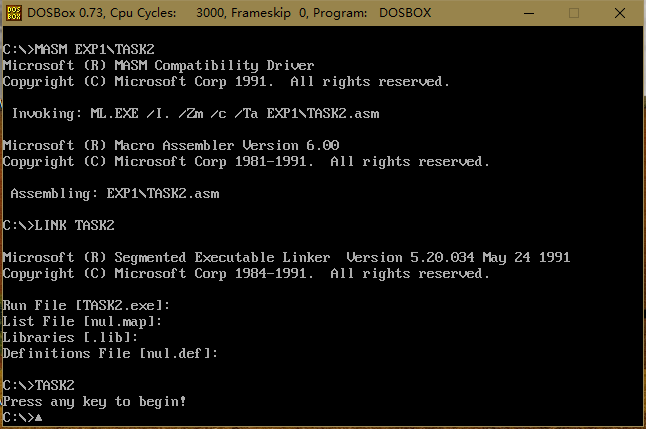 DOSBox 0.73, Cpu Cycles: 3000, Frameskip 0, Program: DOSBOX
C:\>MASM EXP1\TASK2
Microsoft (R) MASM Compatibility Driver
Copyright (C) Microsoft Corp 1991. All rights reserved.
Invoking: ML.EXE /I. /Zm /c /Ta EXP1\TASK2.asm
Microsoft (R) Macro Assembler Version 6.00
Copyright (C) Microsoft Corp 1981-1991. All rights reserved.
Assembling: EXP1\TASK2.asm
C:\>LINK TASK2
Microsoft (R) Segmented Executable Linker Version 5.20.034 May 24 1991
Copyright (C) Microsoft Corp 1984-1991. All rights reserved.
Run File [TASK2.exe]:
List File [nul.map]:
Libraries [.lib]:
Definitions File [nul.def]:
C:\>TASK2
Press any key to begin!
C:\>▲